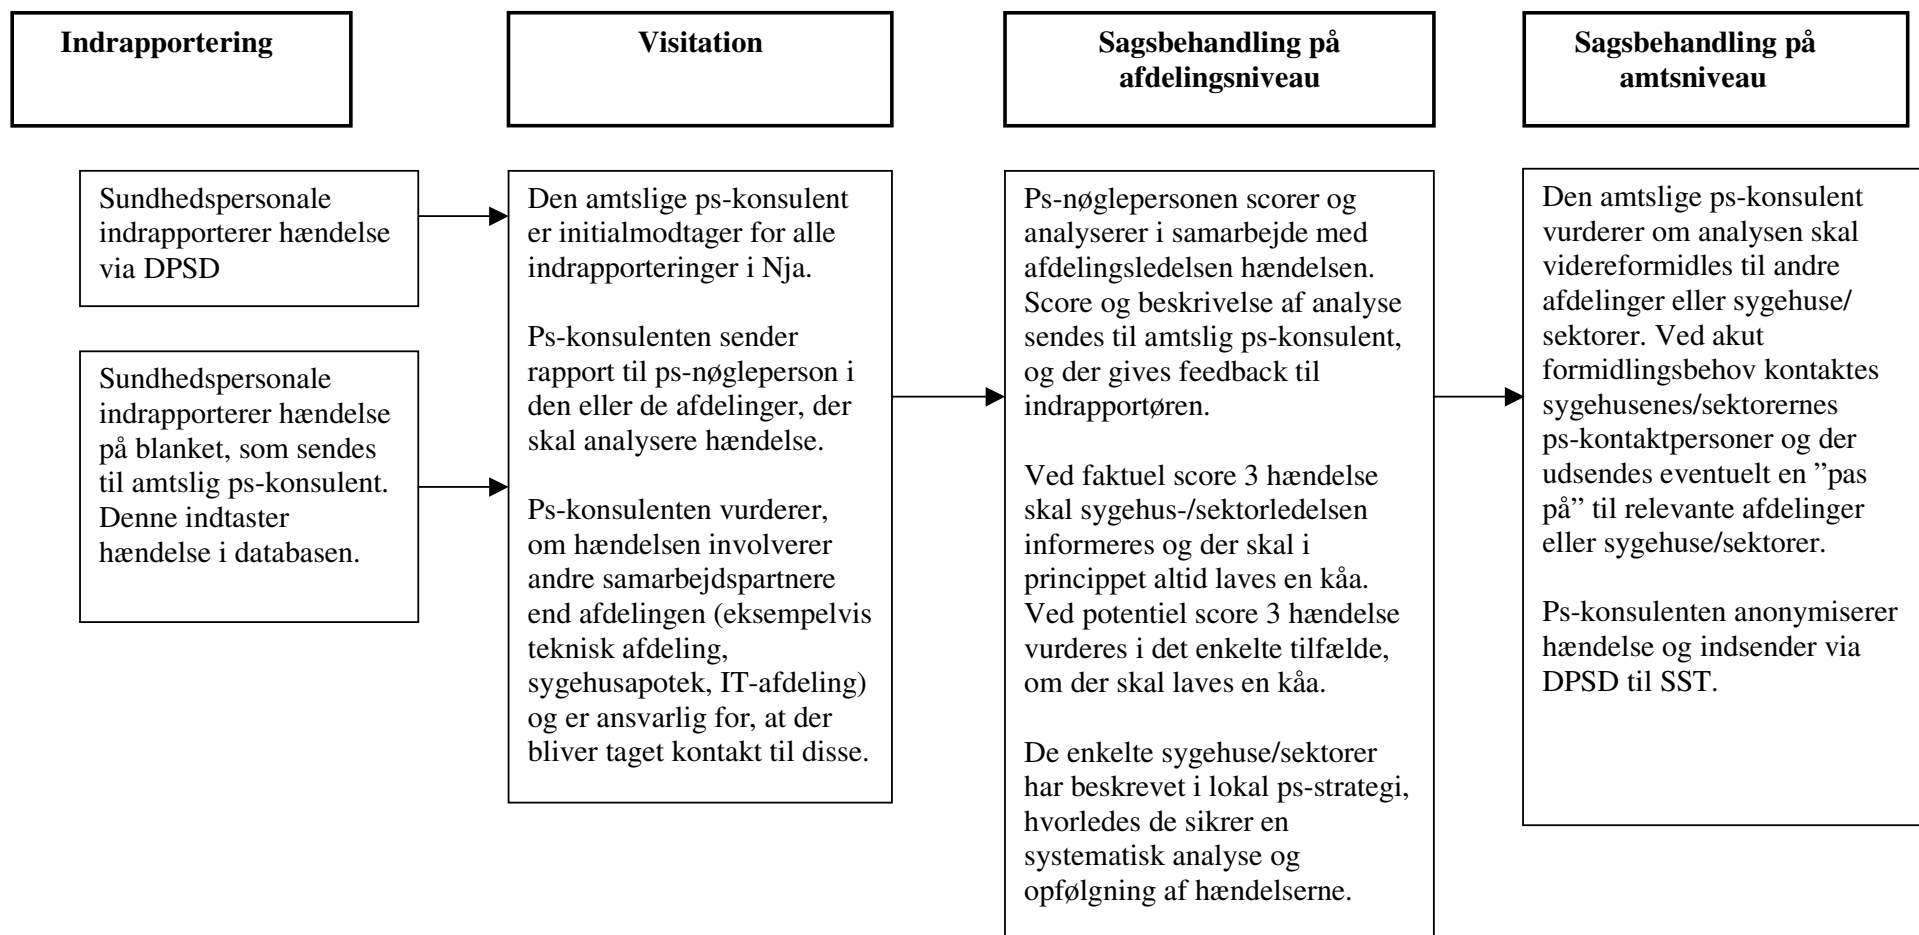 Indrapportering
Visitation
Sagsbehandling på
afdelingsniveau
Sagsbehandling på
amtsniveau
Sundhedspersonale
indrapporterer hændelse
via DPSD
Sundhedspersonale
indrapporterer hændelse
på blanket, som sendes
til amtslig ps-konsulent.
Denne indtaster
hændelse i databasen.
Den amtslige ps-konsulent
er initialmodtager for alle
indrapporteringer i Nja.
Ps-konsulenten sender
rapport til ps-nøgleperson i
den eller de afdelinger, der
skal analysere hændelse.
Ps-konsulenten vurderer,
om hændelsen involverer
andre samarbejdspartnere
end afdelingen (eksempelvis
teknisk afdeling,
sygehusapotek, IT-afdeling)
og er ansvarlig for, at der
bliver taget kontakt til disse.
Ps-nøglepersonen scorer og
analyserer i samarbejde med
afdelingsledelsen hændelsen.
Score og beskrivelse af analyse
sendes til amtslig ps-konsulent,
og der gives feedback til
indrapportøren.
Ved faktuel score 3 hændelse
skal sygehus-/sektorledelsen
informeres og der skal i
princippet altid laves en kåa.
Ved potentiel score 3 hændelse
vurderes i det enkelte tilfælde,
om der skal laves en kåa.
De enkelte sygehuse/sektorer
har beskrevet i lokal ps-strategi,
hvorledes de sikrer en
systematisk analyse og
opfølgning af hændelserne.
Den amtslige ps-konsulent
vurderer om analysen skal
videreformidles til andre
afdelinger eller sygehuse/
sektorer. Ved akut
formidlingsbehov kontaktes
sygehusenes/sektorernes
ps-kontaktpersoner og der
udsendes eventuelt en ”pas
på” til relevante afdelinger
eller sygehuse/sektorer.
Ps-konsulenten anonymiserer
hændelse og indsender via
DPSD til SST.